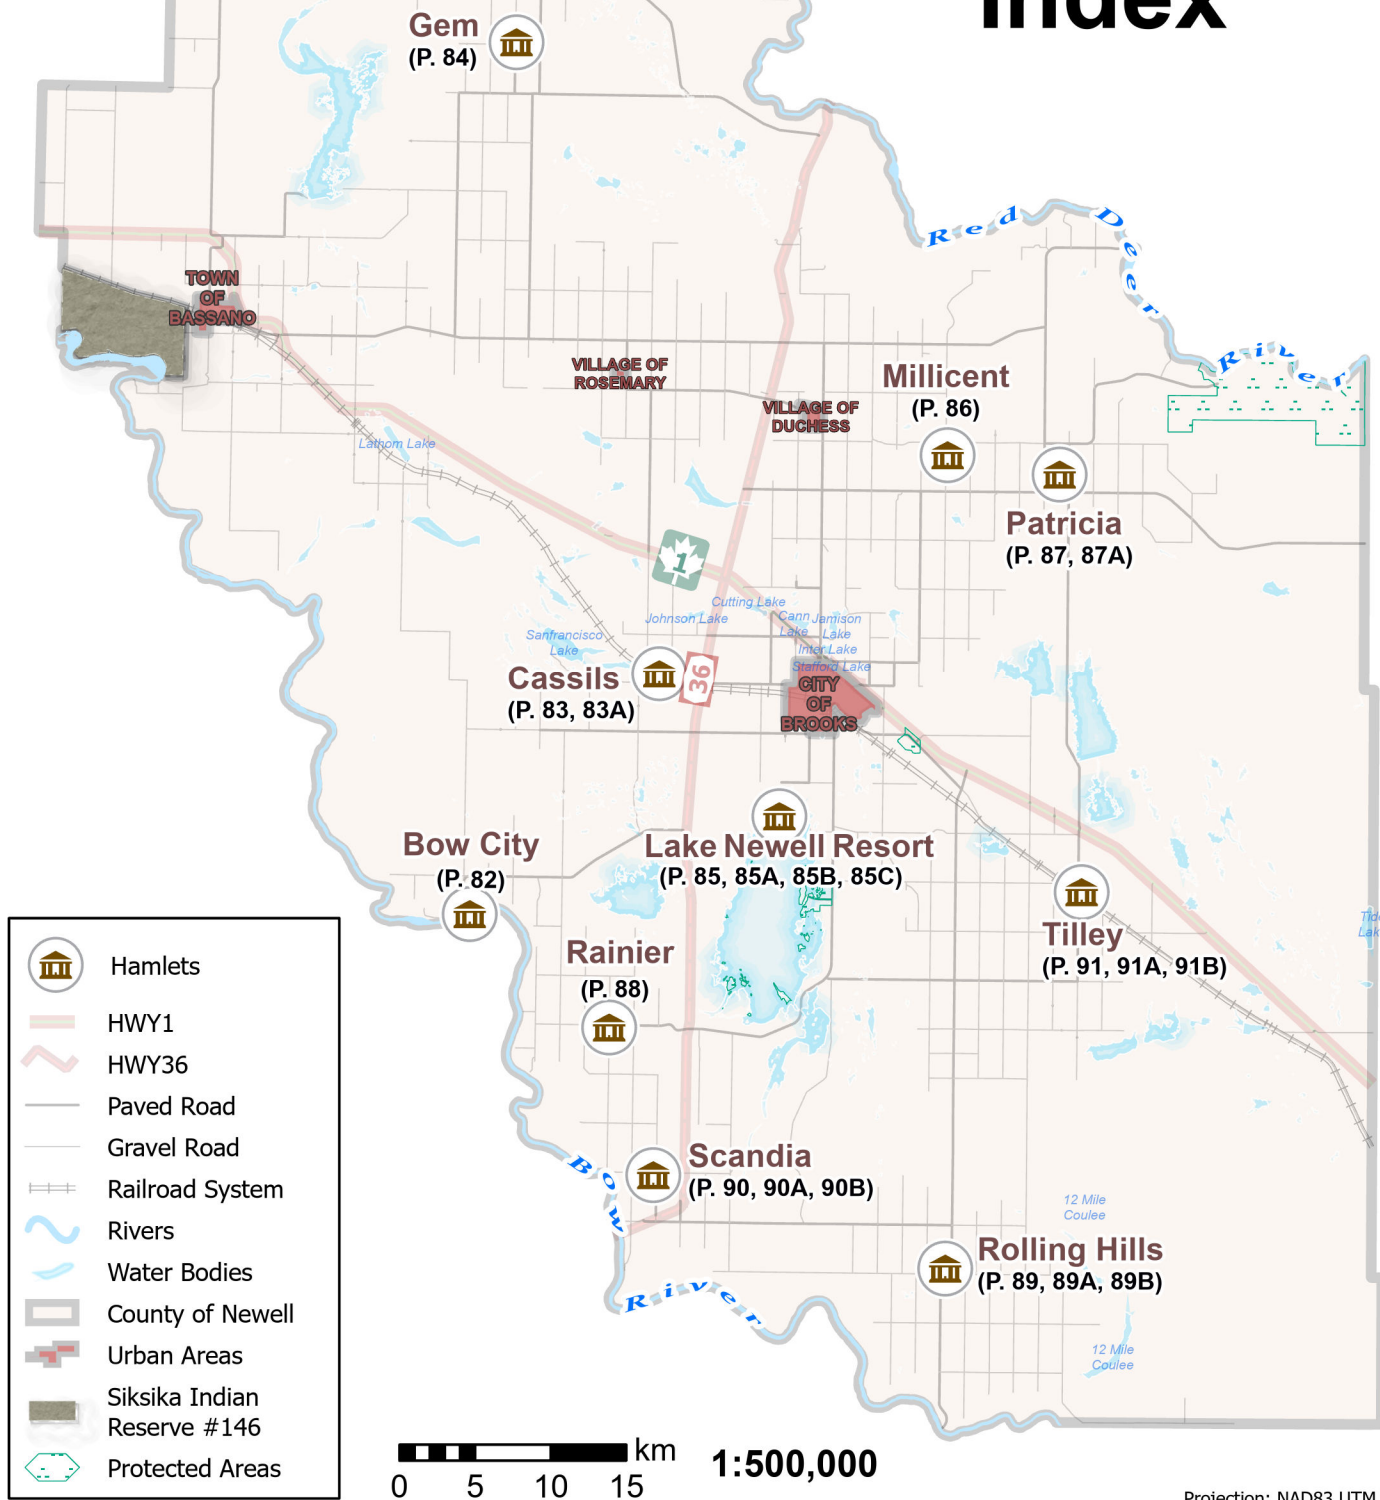 Index
Gem
(P. 84)
Red Deer River
TOWN
OF
BASSANO
VILLAGE OF
ROSEMARY
VILLAGE OF
DUCHESS
Millicent
(P. 86)
Lathom Lake
Patricia
(P. 87, 87A)
1
Cutting Lake
Johnson Lake
Cann
Lake
Jamison
Lake
Inter Lake
Stafford Lake
Sanfrancisco
Lake
Cassils
(P. 83, 83A)
36
CITY
OF
BROOKS
Bow City
(P. 82)
Lake Newell Resort
(P. 85, 85A, 85B, 85C)
Rainier
(P. 88)
Tilley
(P. 91, 91A, 91B)
Scandia
(P. 90, 90A, 90B)
Bow River
12 Mile
Coulee
Rolling Hills
(P. 89, 89A, 89B)
12 Mile
Coulee
Hamlets
HWY1
HWY36
Paved Road
Gravel Road
Railroad System
Rivers
Water Bodies
County of Newell
Urban Areas
Siksika Indian
Reserve #146
Protected Areas
km
0 5 10 15
1:500,000
Projection: NAD83 UTM